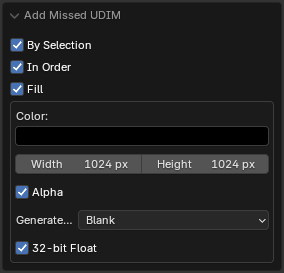 Add Missed UDIM
By Selection
In Order
Fill
Color:
Width 1024 px Height 1024 px
Alpha
Generate... Blank
32-bit Float